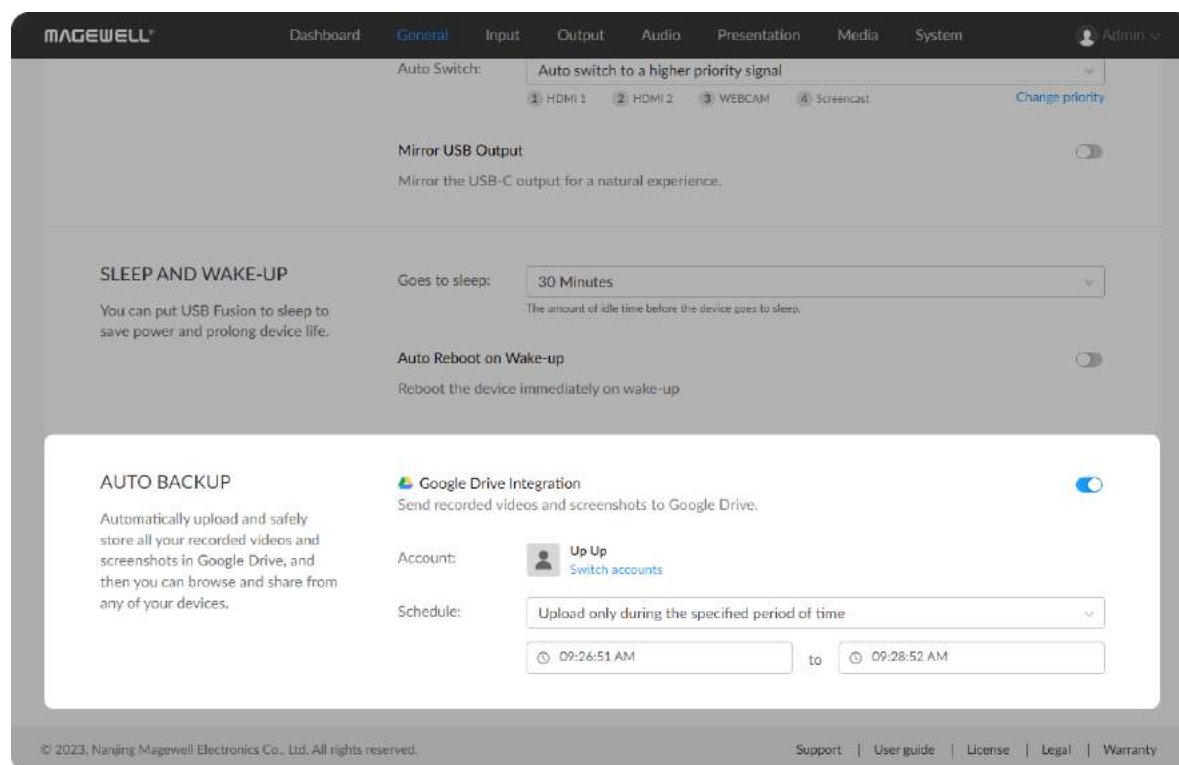 MAGEWELL® Dashboard General Input Output Audio Presentation Media System Admin
Auto Switch: Auto switch to a higher priority signal
1 HDMI 1 2 HDMI 2 3 WEBCAM 4 Screencast Change priority
Mirror USB Output
Mirror the USB-C output for a natural experience.
SLEEP AND WAKE-UP
You can put USB Fusion to sleep to
save power and prolong device life.
Goes to sleep: 30 Minutes
The amount of idle time before the device goes to sleep.
Auto Reboot on Wake-up
Reboot the device immediately on wake-up
AUTO BACKUP
Automatically upload and safely
store all your recorded videos and
screenshots in Google Drive, and
then you can browse and share from
any of your devices.
Google Drive Integration
Send recorded videos and screenshots to Google Drive.
Account: Up Up
Switch accounts
Schedule: Upload only during the specified period of time
09:26:51 AM to 09:28:52 AM
© 2023, Nanjing Magewell Electronics Co., Ltd. All rights reserved. Support | User guide | License | Legal | Warranty